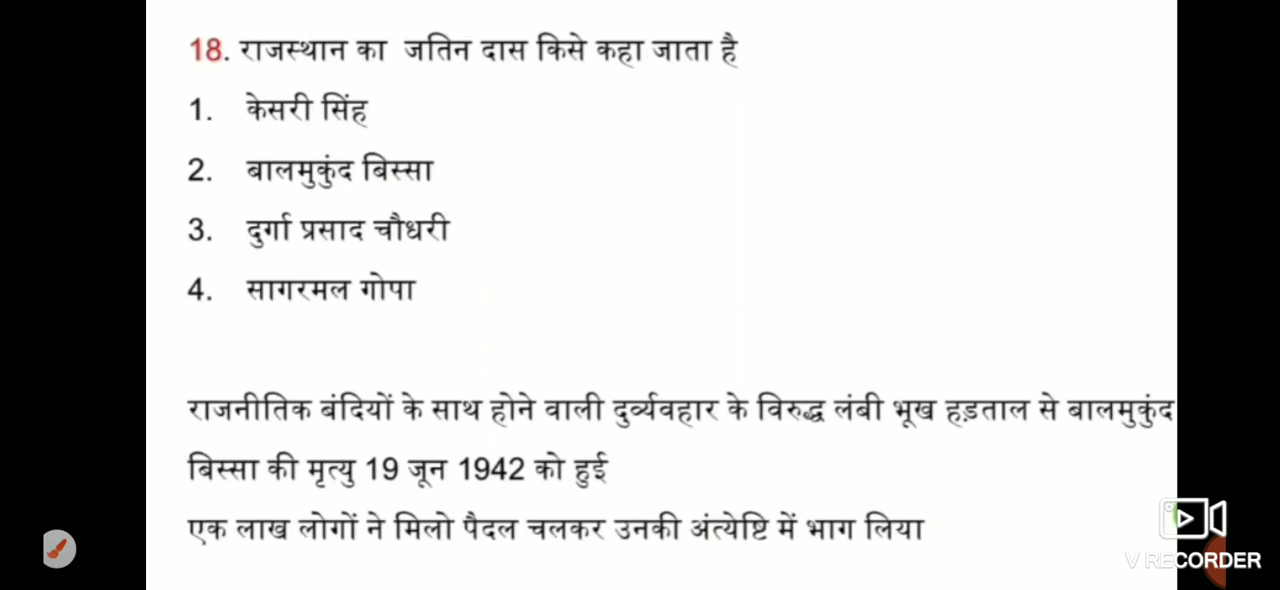 18. राजस्थान का जतिन दास किसे कहा जाता है
1. केसरी सिंह
2. बालमुकुंद बिस्सा
3. दुर्गा प्रसाद चौधरी
4. सागरमल गोपा
राजनीतिक बंदियों के साथ होने वाली दुर्व्यवहार के विरुद्ध लंबी भूख हड़ताल से बालमुकुंद
बिस्सा की मृत्यु 19 जून 1942 को हुई
एक लाख लोगों ने मिलो पैदल चलकर उनकी अंत्येष्टि में भाग लिया
V RECORDER